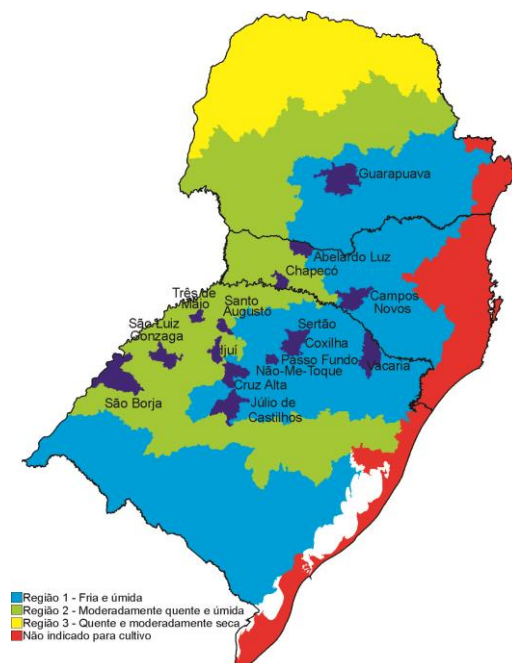 Guarapuava
Abelardo Luz
Chapecó
Campos
Novos
Três de
Maio
Santo
Augusto
São Luiz
Gonzaga
Ijuí
Sertão
Coxilha
Passo Fundo
Não-Me-Toque
Vacaria
Cruz Alta
São Borja
Júlio de
Castilhos
Região 1 - Fria e úmida
Região 2 - Moderadamente quente e úmida
Região 3 - Quente e moderadamente seca
Não indicado para cultivo